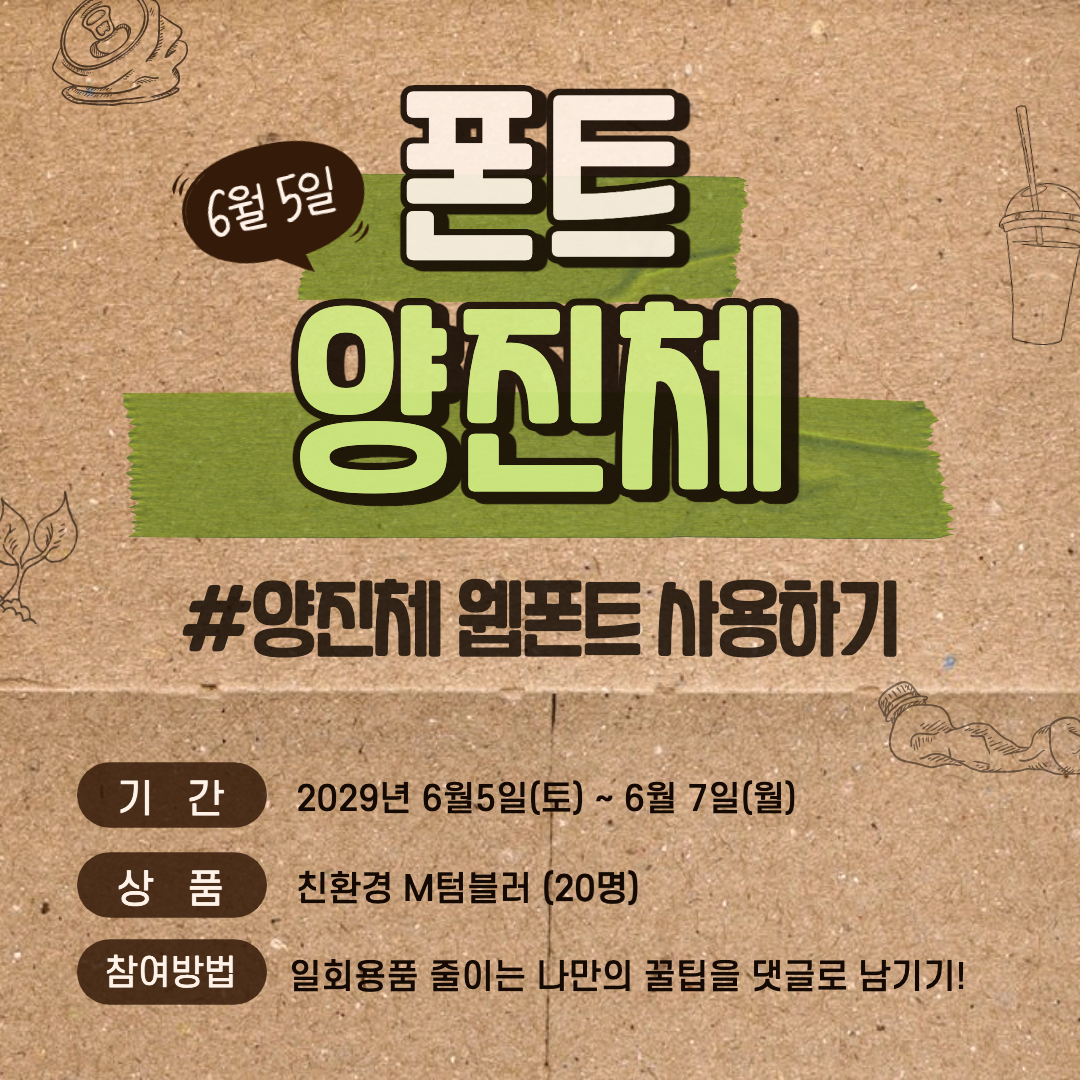 6월 5일
폰트
양진체
#양진체 웹폰트 사용하기
기 간 2029년 6월5일(토) ~ 6월 7일(월)
상 품 친환경 M텀블러 (20명)
참여방법 일회용품 줄이는 나만의 꿀팁을 댓글로 남기기!